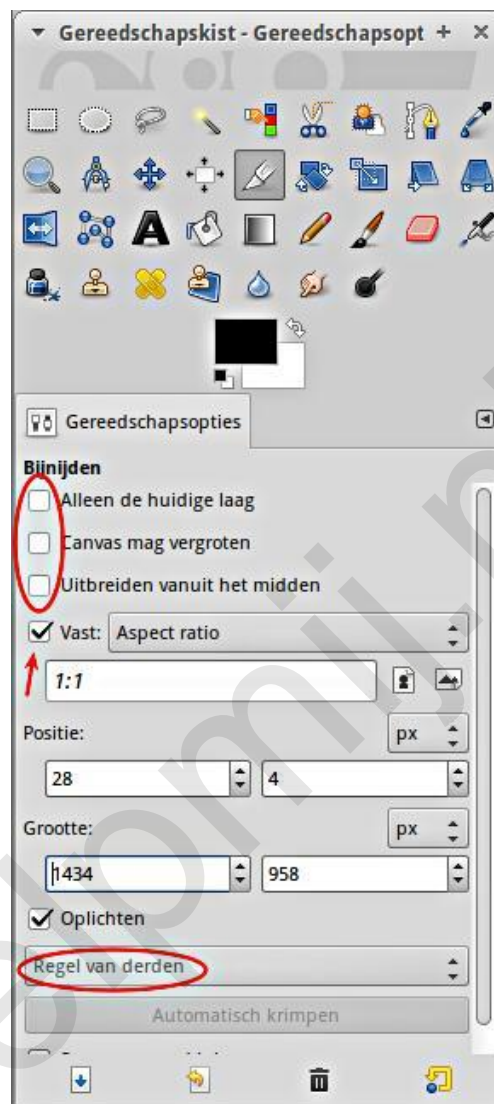 Gereedschapskist - Gereedschapsopt
Gereedschapsopties
Bijnijden
Alleen de huidige laag
Canvas mag vergroten
Uitbreiden vanuit het midden
Vast: Aspect ratio
1:1
Positie: px
28 4
Grootte: px
1434 958
Oplichten
Regel van derden
Automatisch krimpen